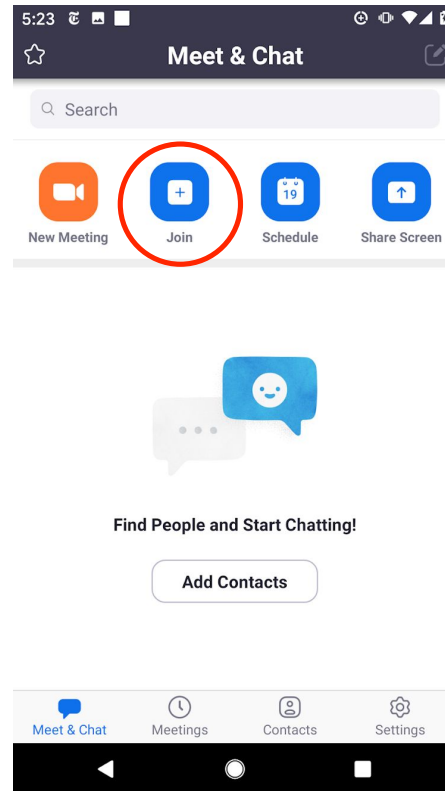 5:23
Meet & Chat
Search
19
New Meeting Join Schedule Share Screen
Find People and Start Chatting!
Add Contacts
Meet & Chat Meetings Contacts Settings